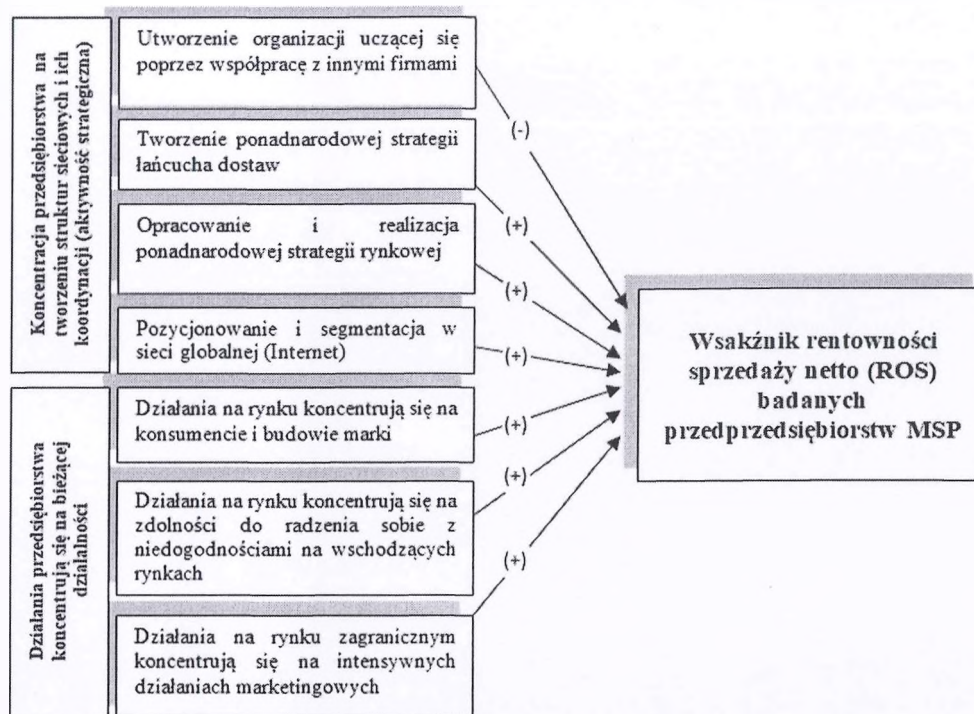 Koncentracja przedsiębiorstwa na
tworzeniu struktur sieciowych i ich
koordynacji (aktywność strategiczna)
Utworzenie organizacji uczącej się
poprzez współpracę z innymi firmami
(-)
Tworzenie ponadnarodowej strategii
łańcucha dostaw
(+)
Opracowanie i realizacja
ponadnarodowej strategii rynkowej
(+)
Pozycjonowanie i segmentacja w
sieci globalnej (Internet)
(+)
Działania przedsiębiorstwa
koncentrują się na bieżącej
działalności
Działania na rynku koncentrują się na
konsumencie i budowie marki
(+)
Działania na rynku koncentrują się na
zdolności do radzenia sobie z
niedogodnościami na wschodzących
rynkach
(+)
Działania na rynku zagranicznym
koncentrują się na intensywnych
działaniach marketingowych
(+)
Wsakźnik rentowności
sprzedaży netto (ROS)
badanych
przedprzedsiębiorstw MSP